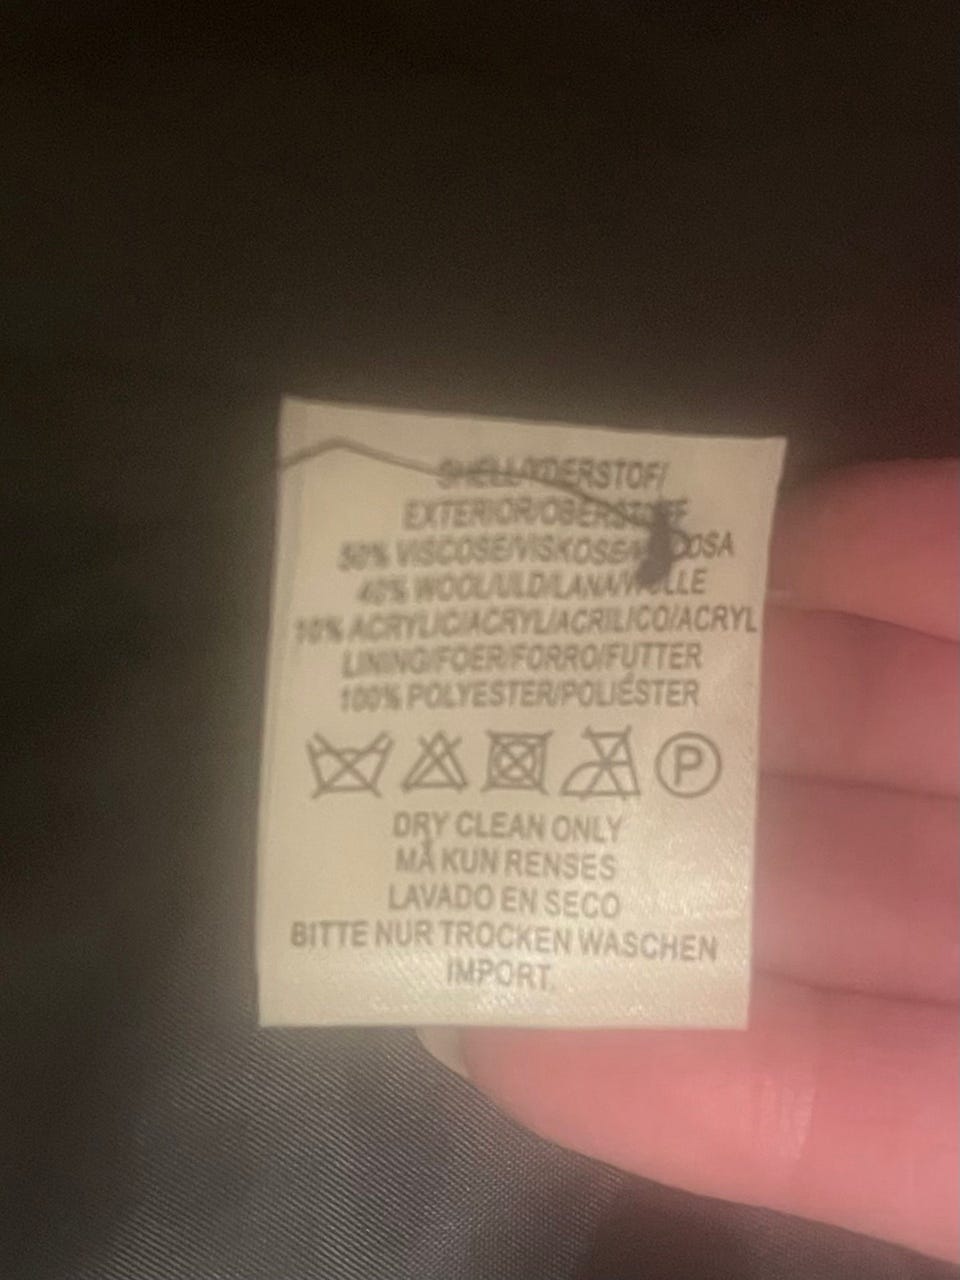 SHELL/YDERSTOF/
EXTERIOR/OBERSTOFF
50% VISCOSE/VISKOSE/
40% WOOL/ULD/LANA/WOLLE
10% ACRYLIC/ACRYL/ACRILICO/ACRYL
LINING/FOER/FORRO/FUTTER
100% POLYESTER/POLIÉSTER
P
DRY CLEAN ONLY
MÅ KUN RENSES
LAVADO EN SECO
BITTE NUR TROCKEN WASCHEN
IMPORT.